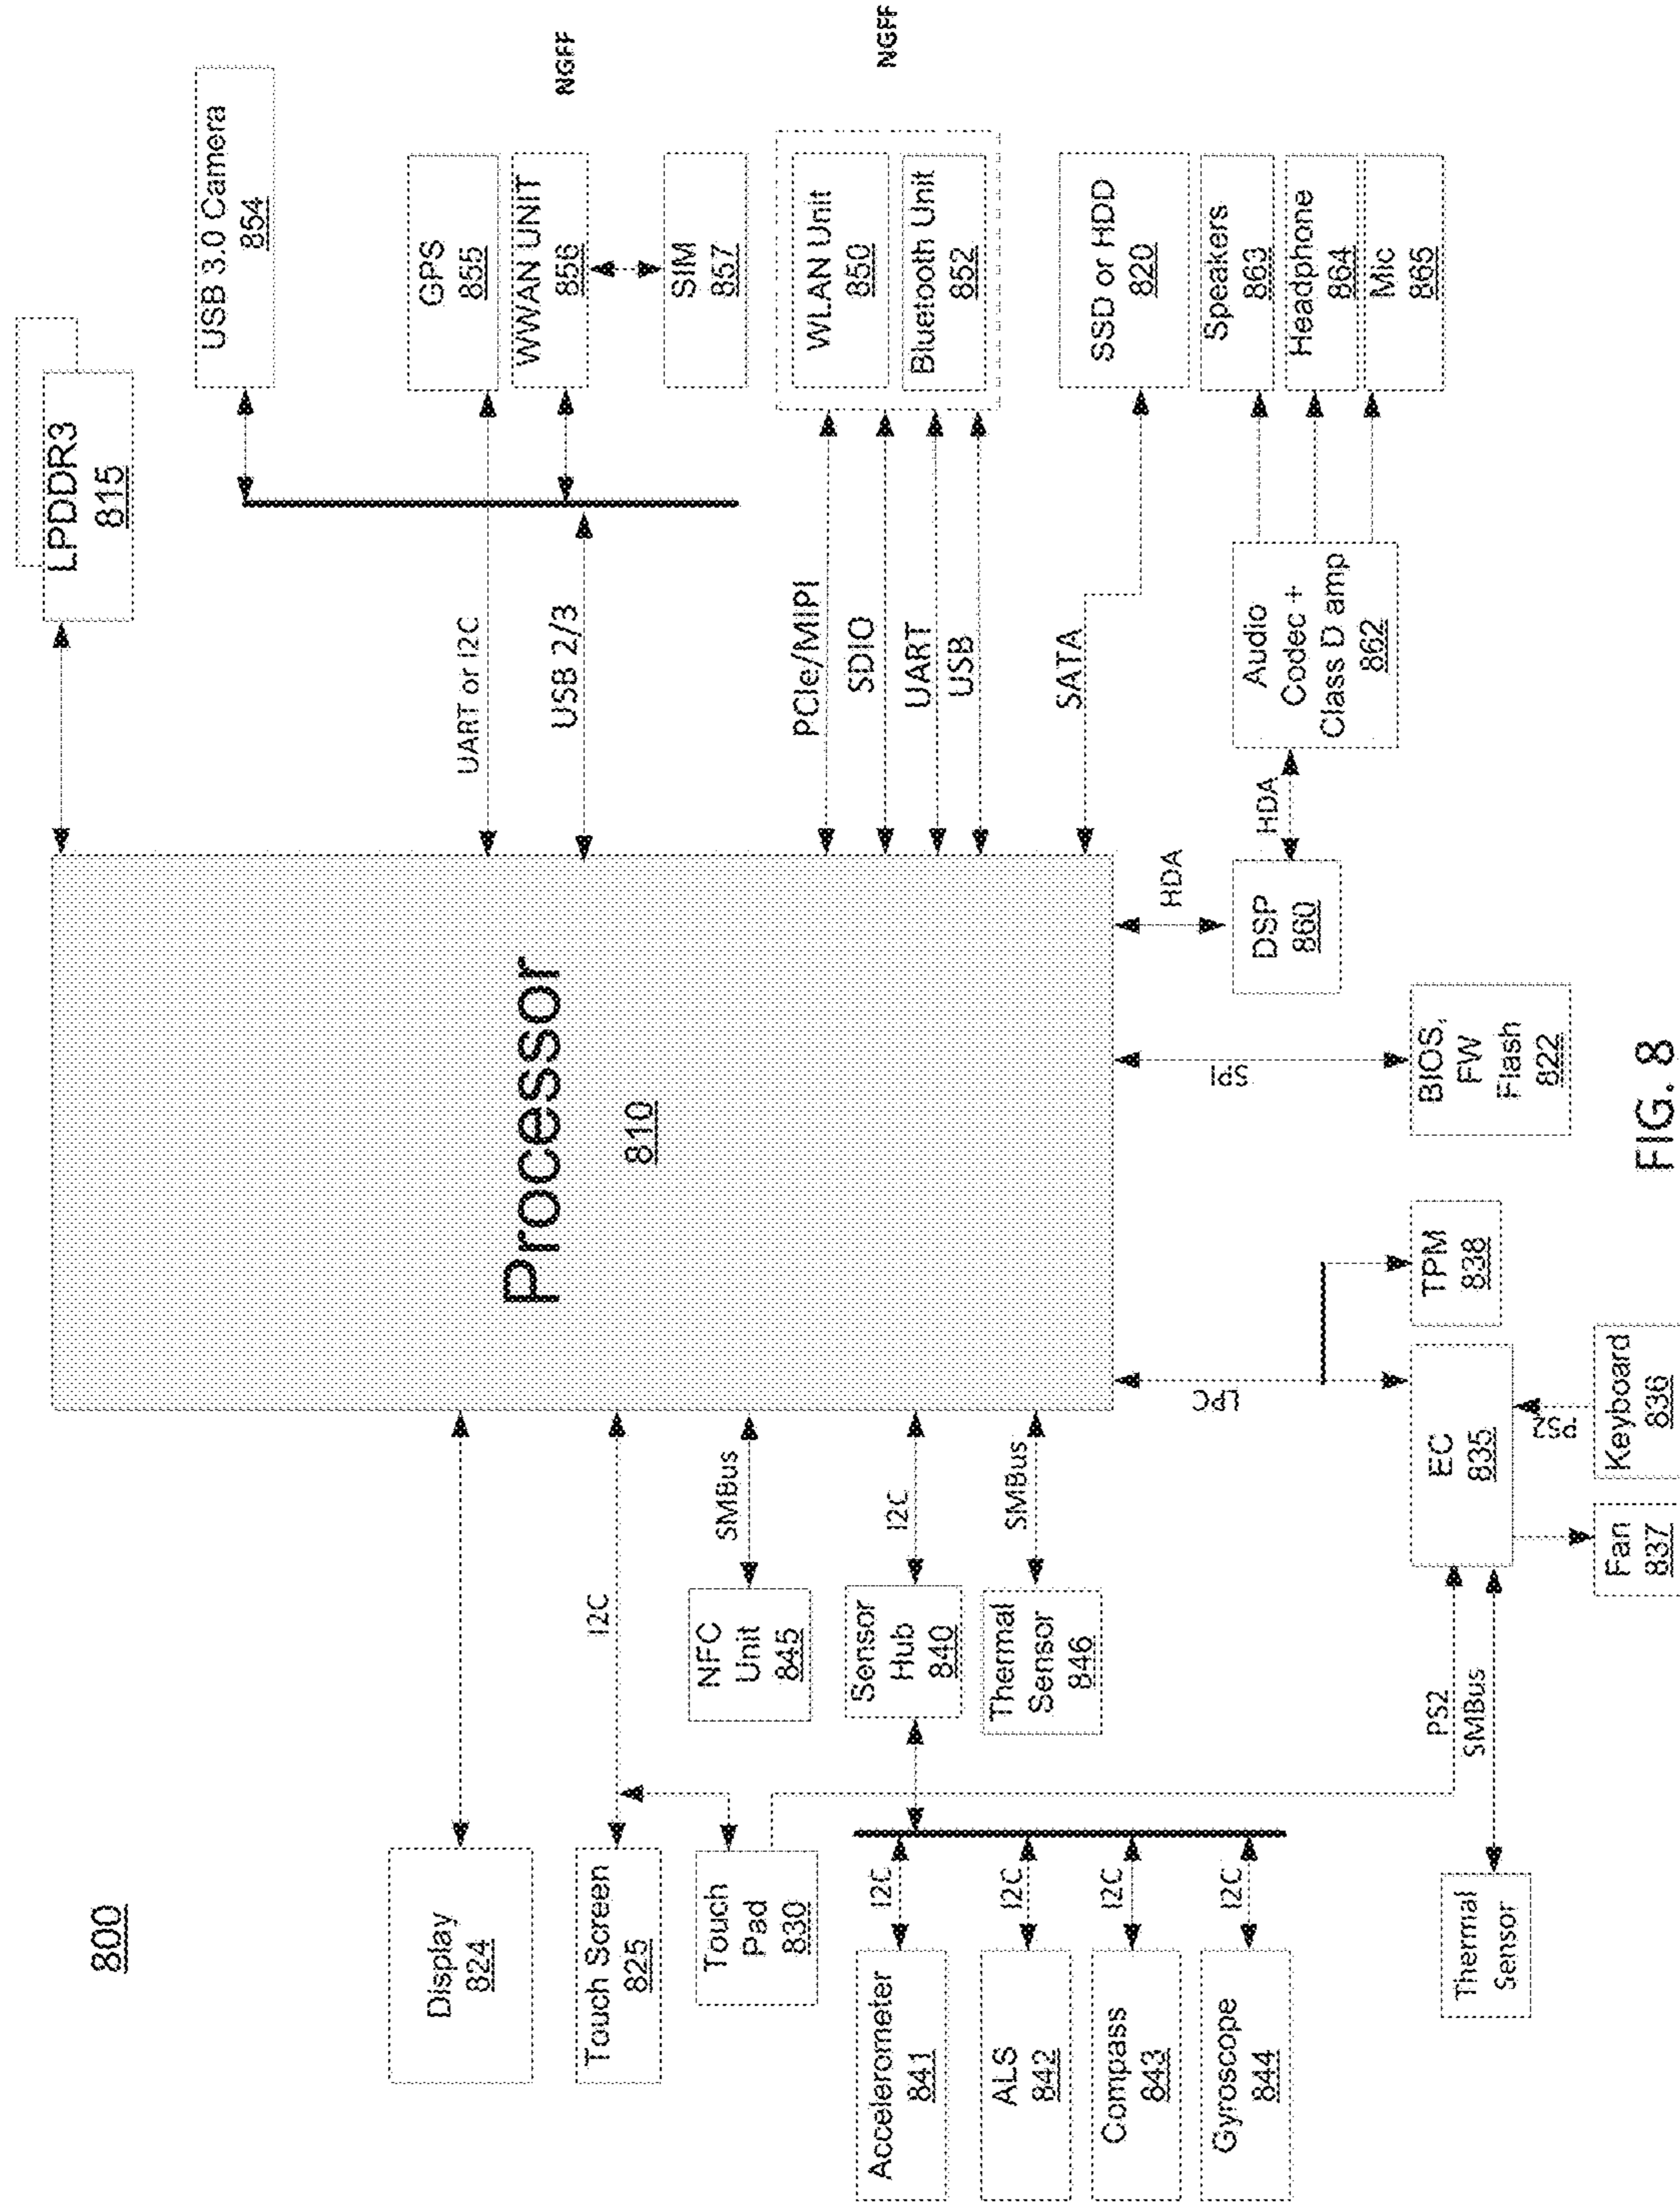 800
LPDDR3
815
USB 3.0 Camera
854
Display
824
UART or I2C
GPS
855
Touch Screen
825
I2C
USB 2/3
WWAN UNIT
856
NGFF
Processor
810
SIM
857
Touch
Pad
830
NFC
Unit
845
SMBus
PCIe/MIPI
SDIO
UART
USB
WLAN Unit
850
Bluetooth Unit
852
NGFF
Accelerometer
841
I2C
Sensor
Hub
840
I2C
ALS
842
I2C
Thermal
Sensor
846
SMBus
SATA
SSD or HDD
820
Compass
843
I2C
Gyroscope
844
I2C
LPC
SPI
HDA
DSP
860
HDA
Audio
Codec +
Class D amp
862
Speakers
863
Headphone
864
Mic
865
Thermal
Sensor
PS2
SMBus
EC
835
TPM
838
BIOS,
FW
Flash
822
PS2
Fan
837
Keyboard
836
FIG. 8